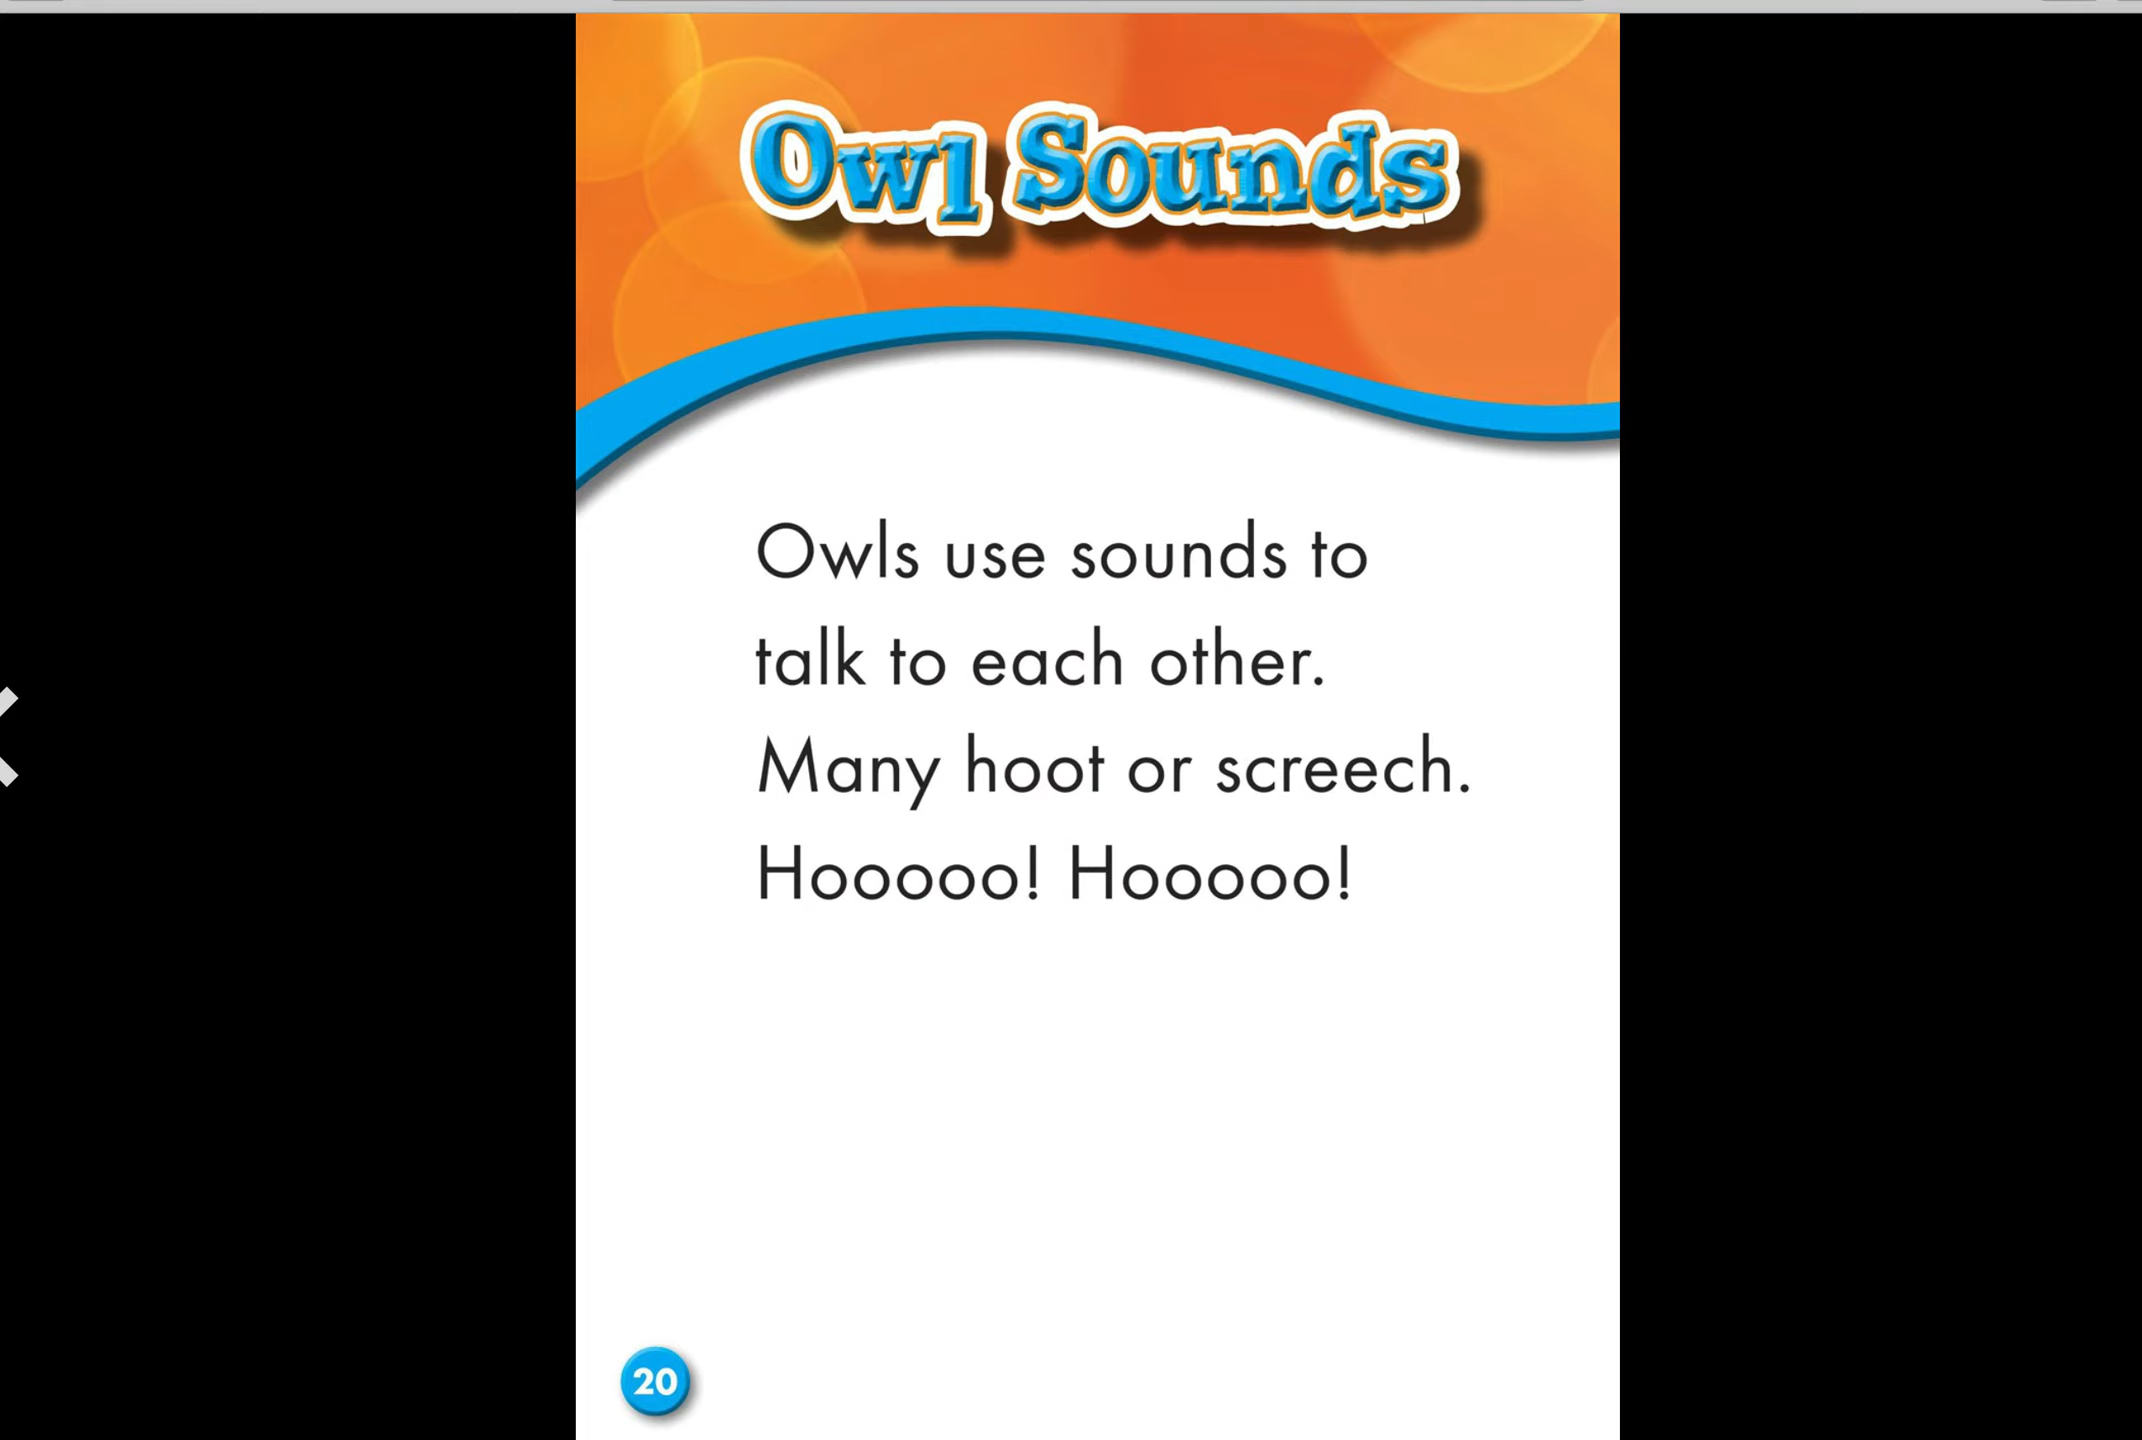 Owl Sounds
Owls use sounds to
talk to each other.
Many hoot or screech.
Hooooo! Hooooo!
20